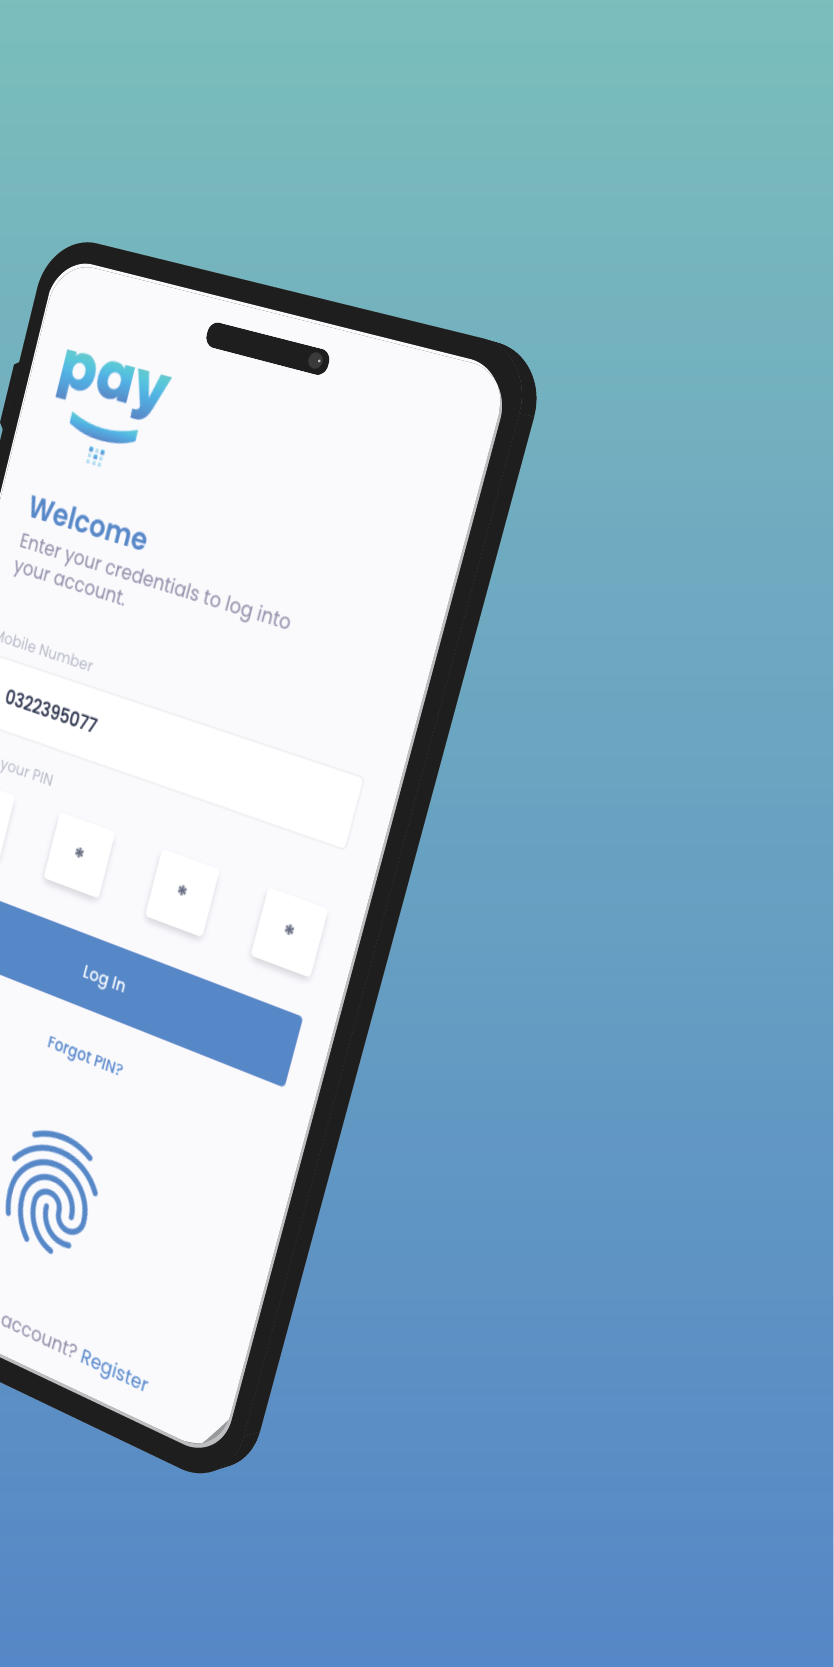 pay
Welcome
Enter your credentials to log into
your account.
Mobile Number
0322395077
your PIN
* * *
Log In
Forgot PIN?
account? Register